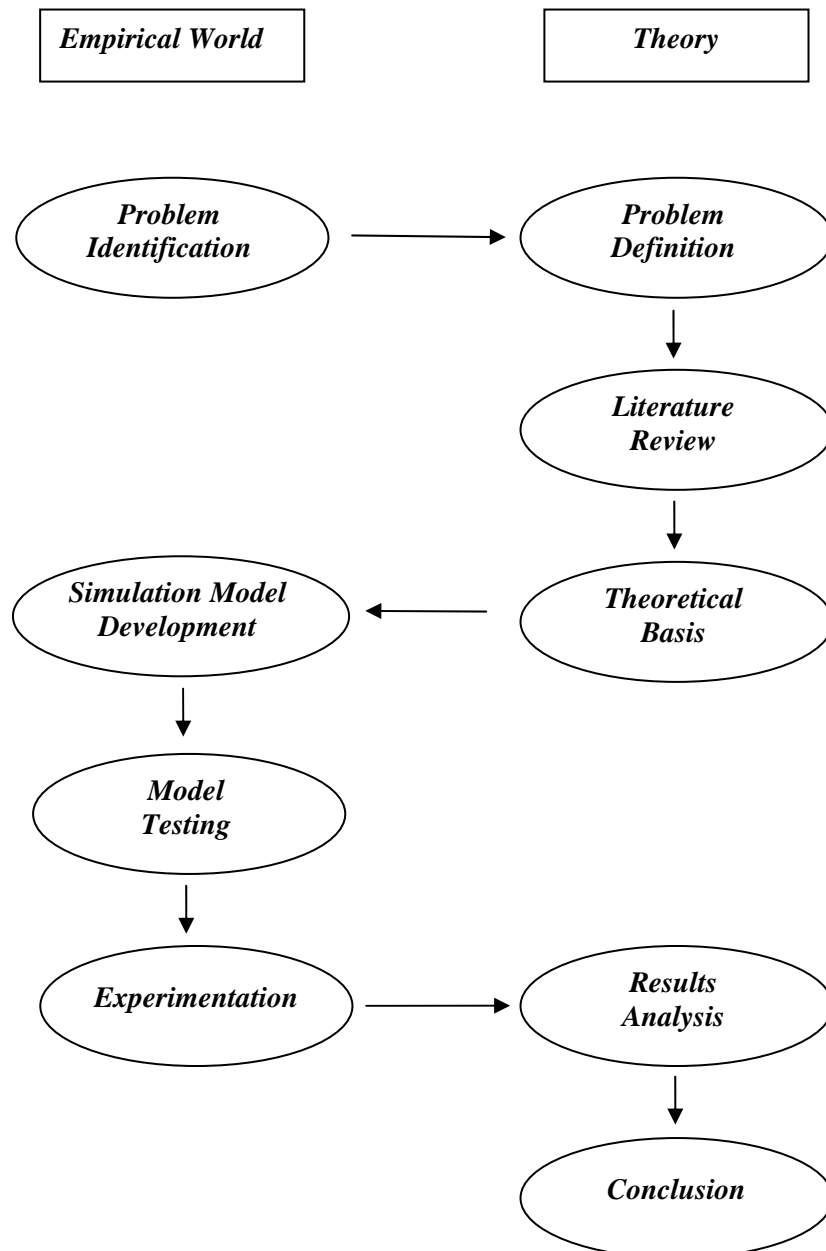 Empirical World
Theory
Problem
Identification
Problem
Definition
Literature
Review
Simulation Model
Development
Theoretical
Basis
Model
Testing
Experimentation
Results
Analysis
Conclusion